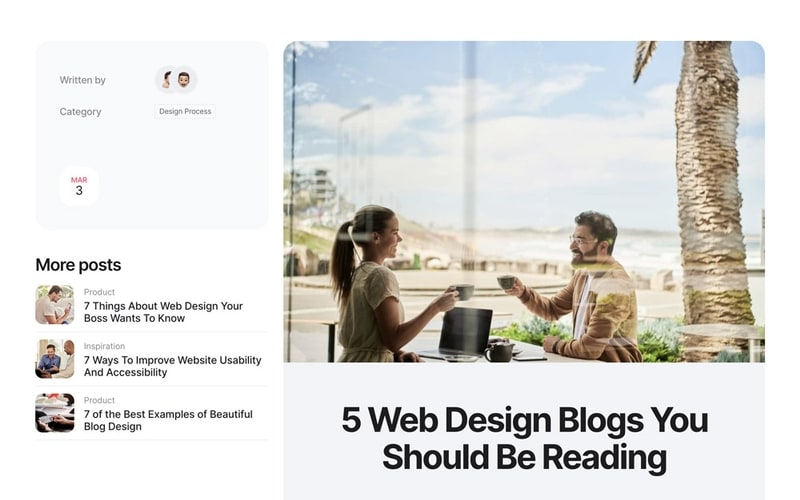 Written by
Category
Design Process
MAR
3
More posts
Product
7 Things About Web Design Your
Boss Wants To Know
Inspiration
7 Ways To Improve Website Usability
And Accessibility
Product
7 of the Best Examples of Beautiful
Blog Design
5 Web Design Blogs You
Should Be Reading